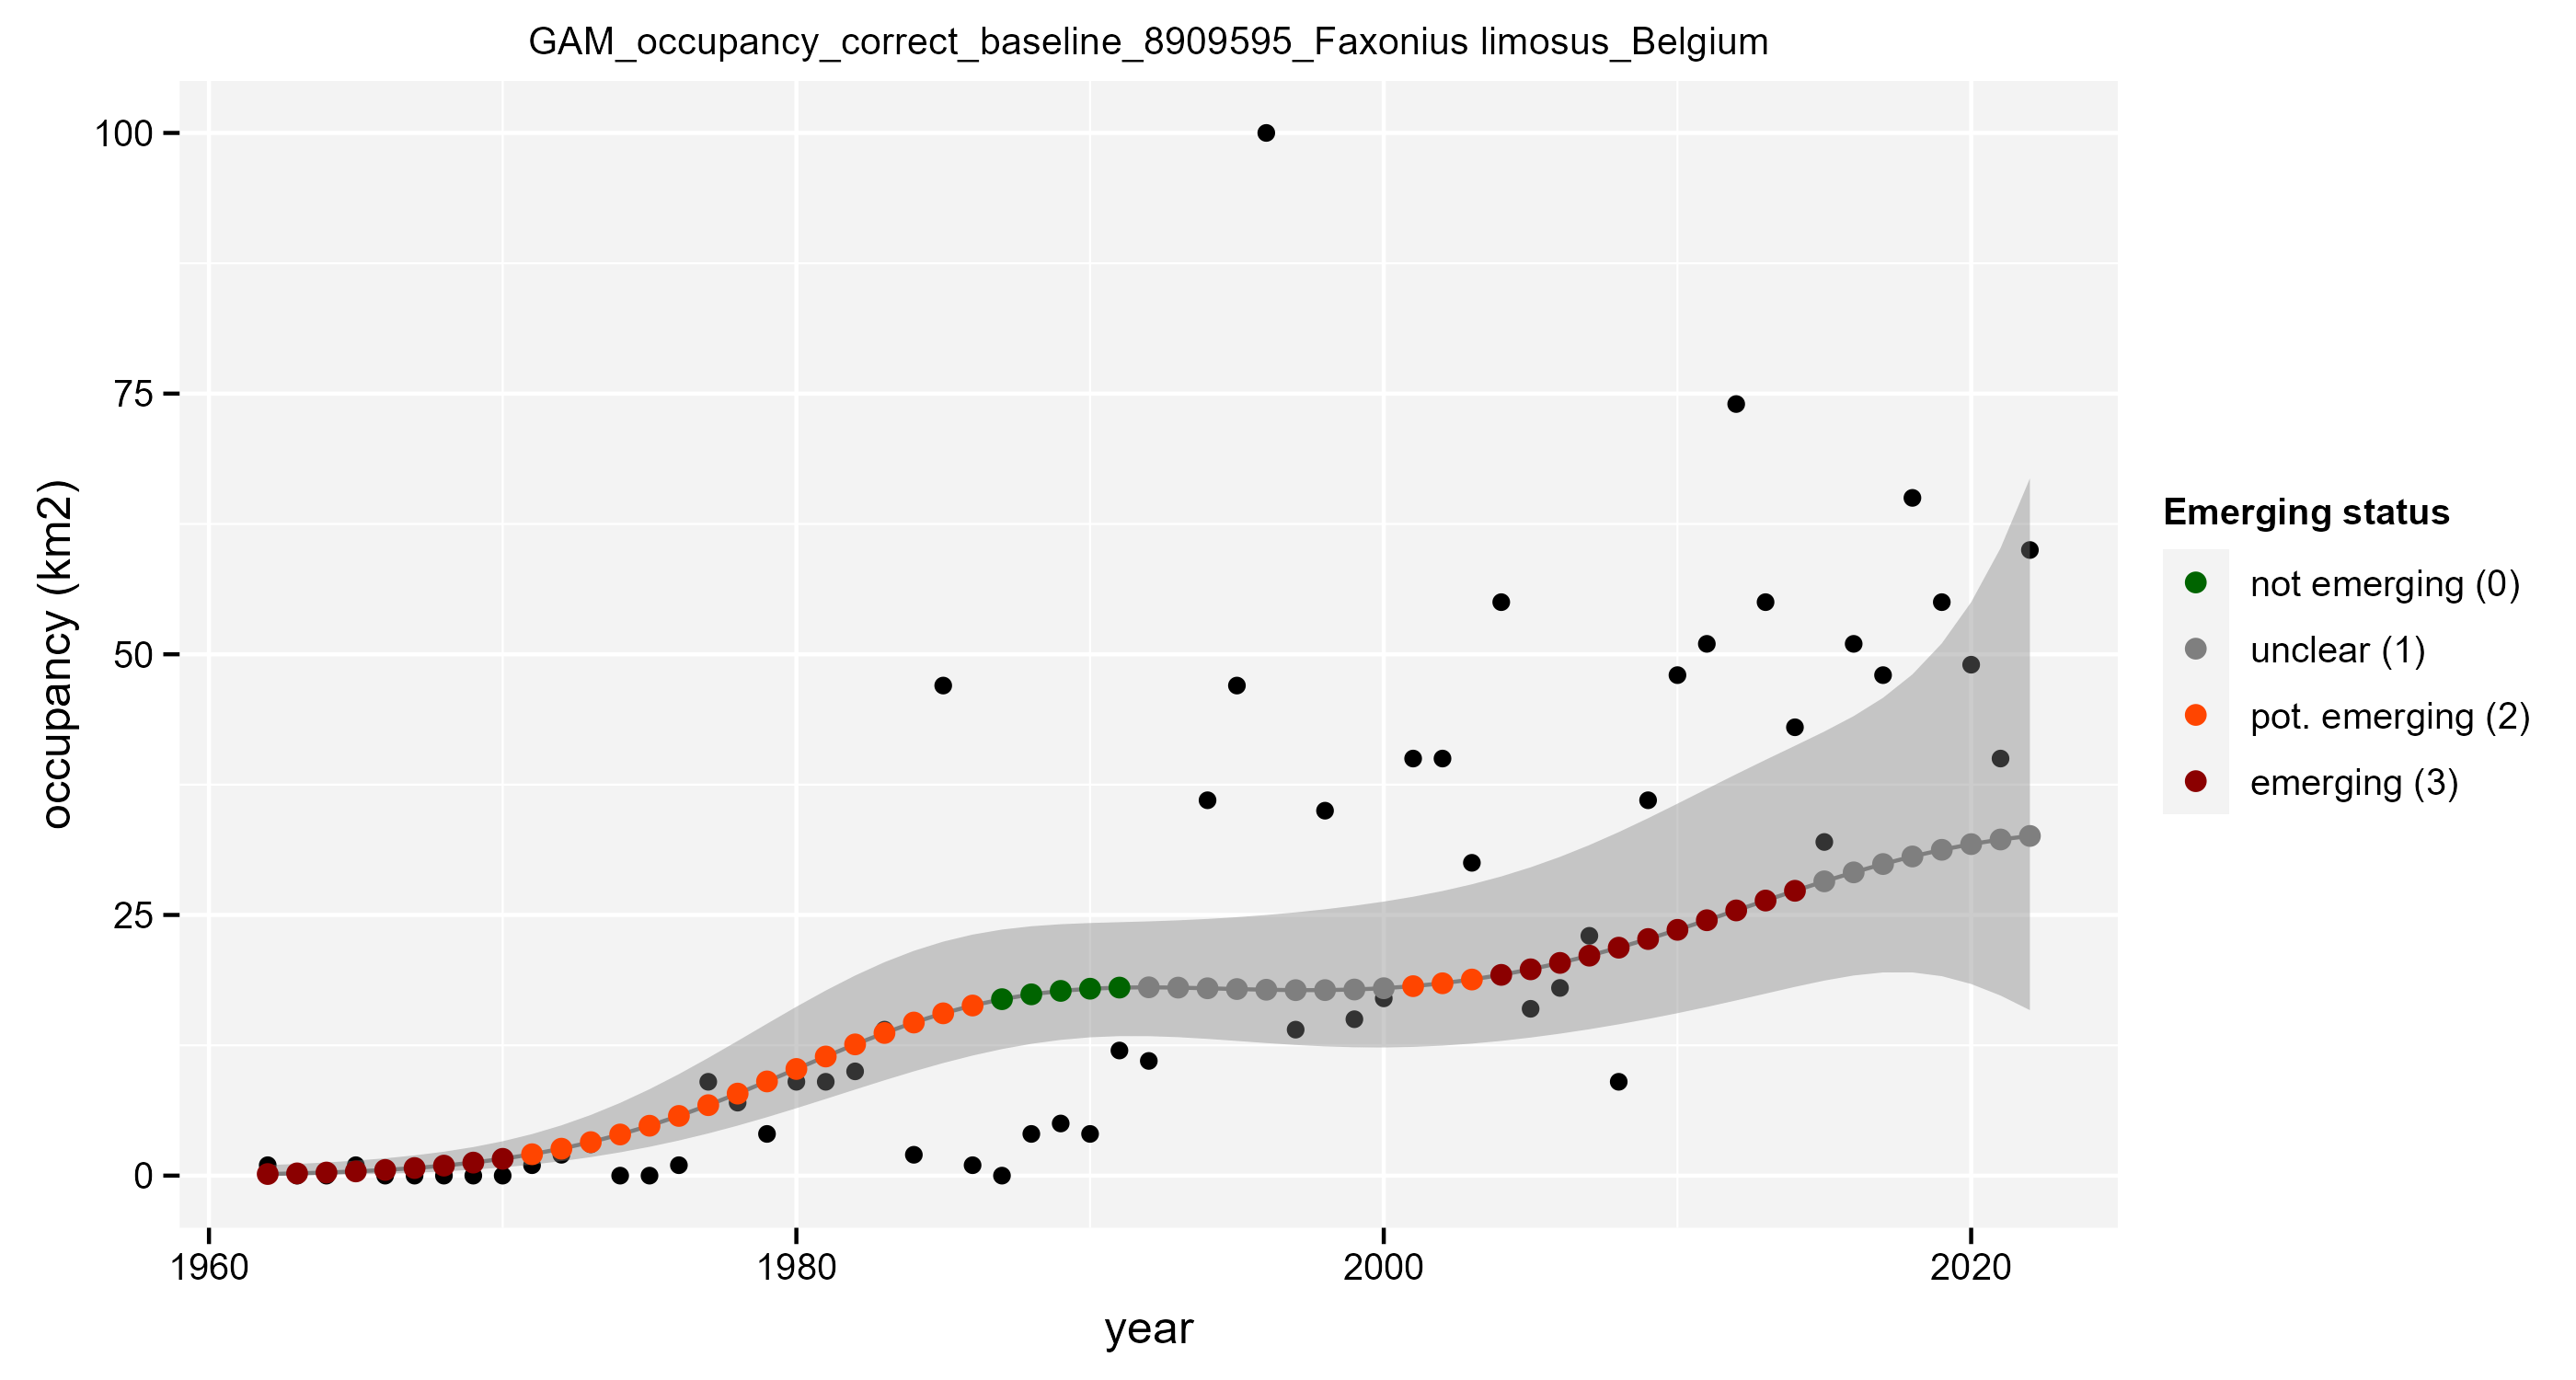 GAM_occupancy_correct_baseline_8909595_Faxonius limosus_Belgium
100
75
50
25
0
occupancy (km2)
1960
1980
2000
2020
year
Emerging status
not emerging (0)
unclear (1)
pot. emerging (2)
emerging (3)